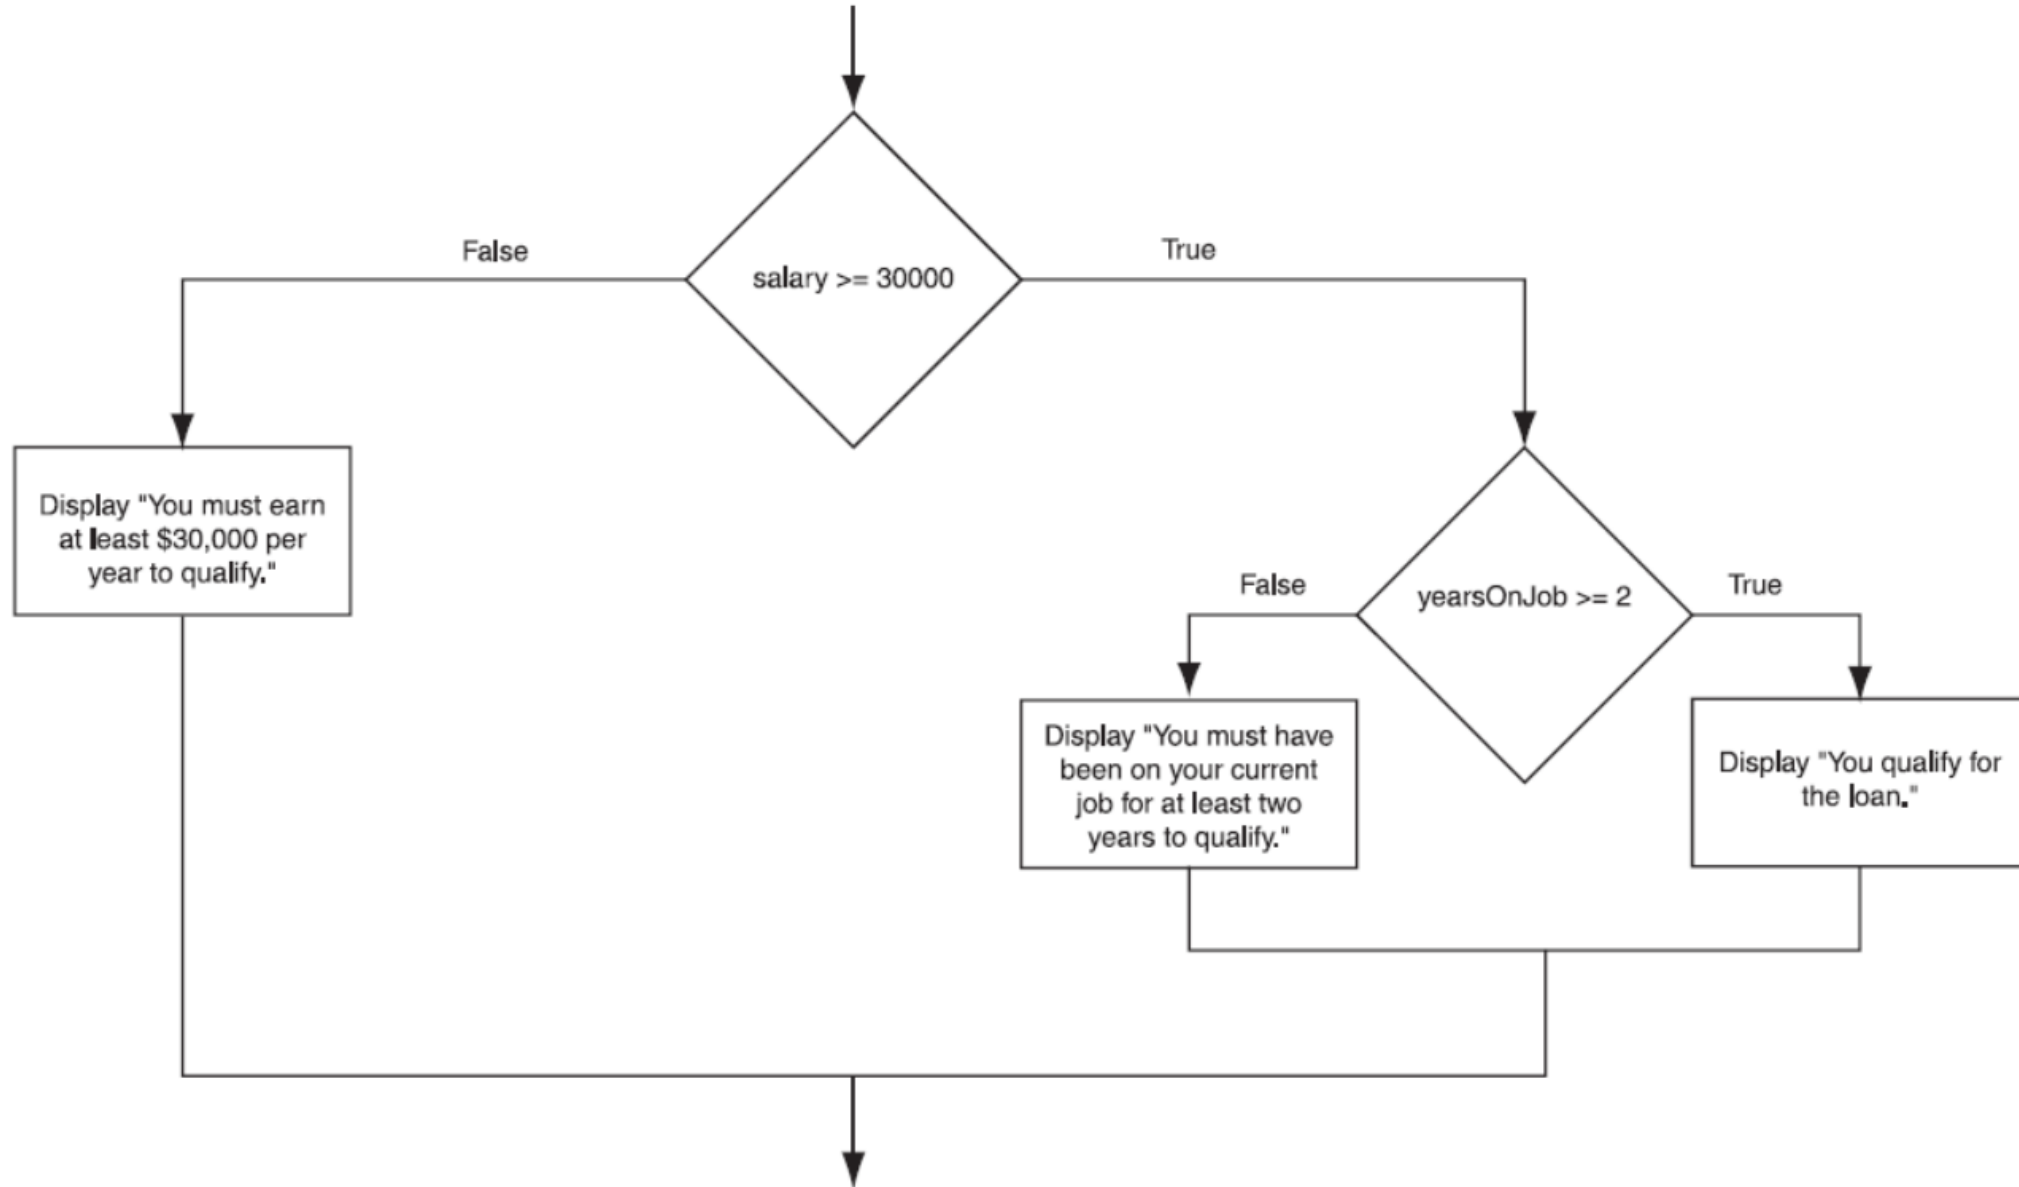 False
True
salary >= 30000
Display "You must earn
at least $30,000 per
year to qualify."
False
True
yearsOnJob >= 2
Display "You must have
been on your current
job for at least two
years to qualify."
Display "You qualify for
the loan."